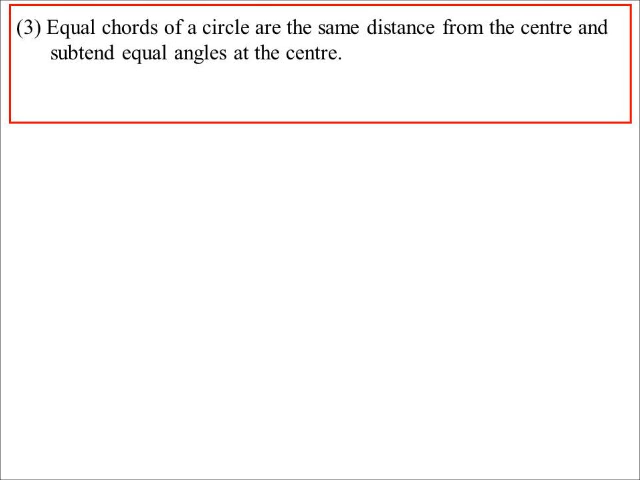 (3) Equal chords of a circle are the same distance from the centre and
subtend equal angles at the centre.